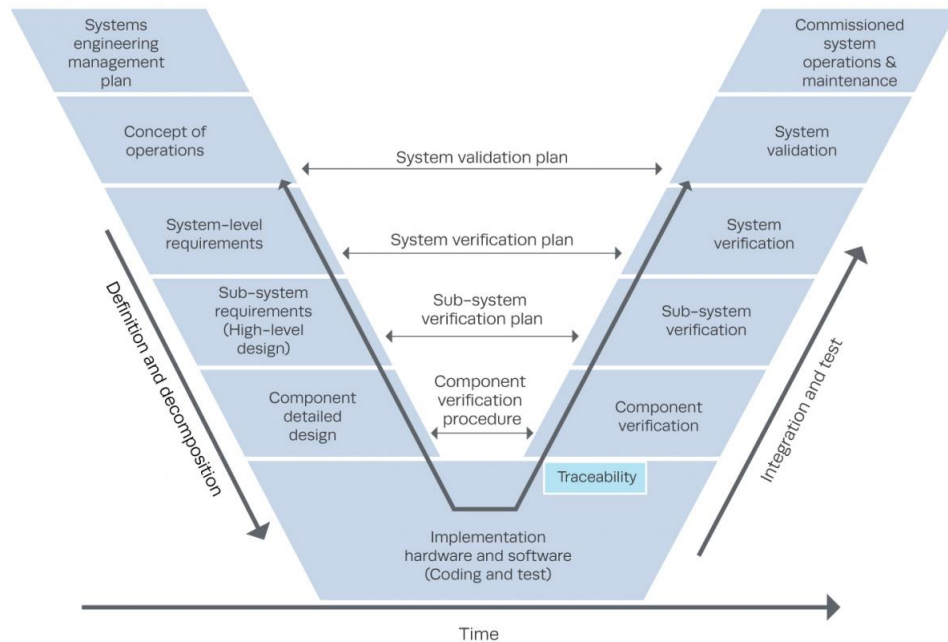 Systems
engineering
management
plan
Commissioned
system
operations &
maintenance
Concept of
operations
System validation plan
System
validation
System-level
requirements
System verification plan
System
verification
Sub-system
requirements
(High-level
design)
Sub-system
verification plan
Sub-system
verification
Component
detailed
design
Component
verification
procedure
Component
verification
Definition and decomposition
Integration and test
Traceability
Implementation
hardware and software
(Coding and test)
Time